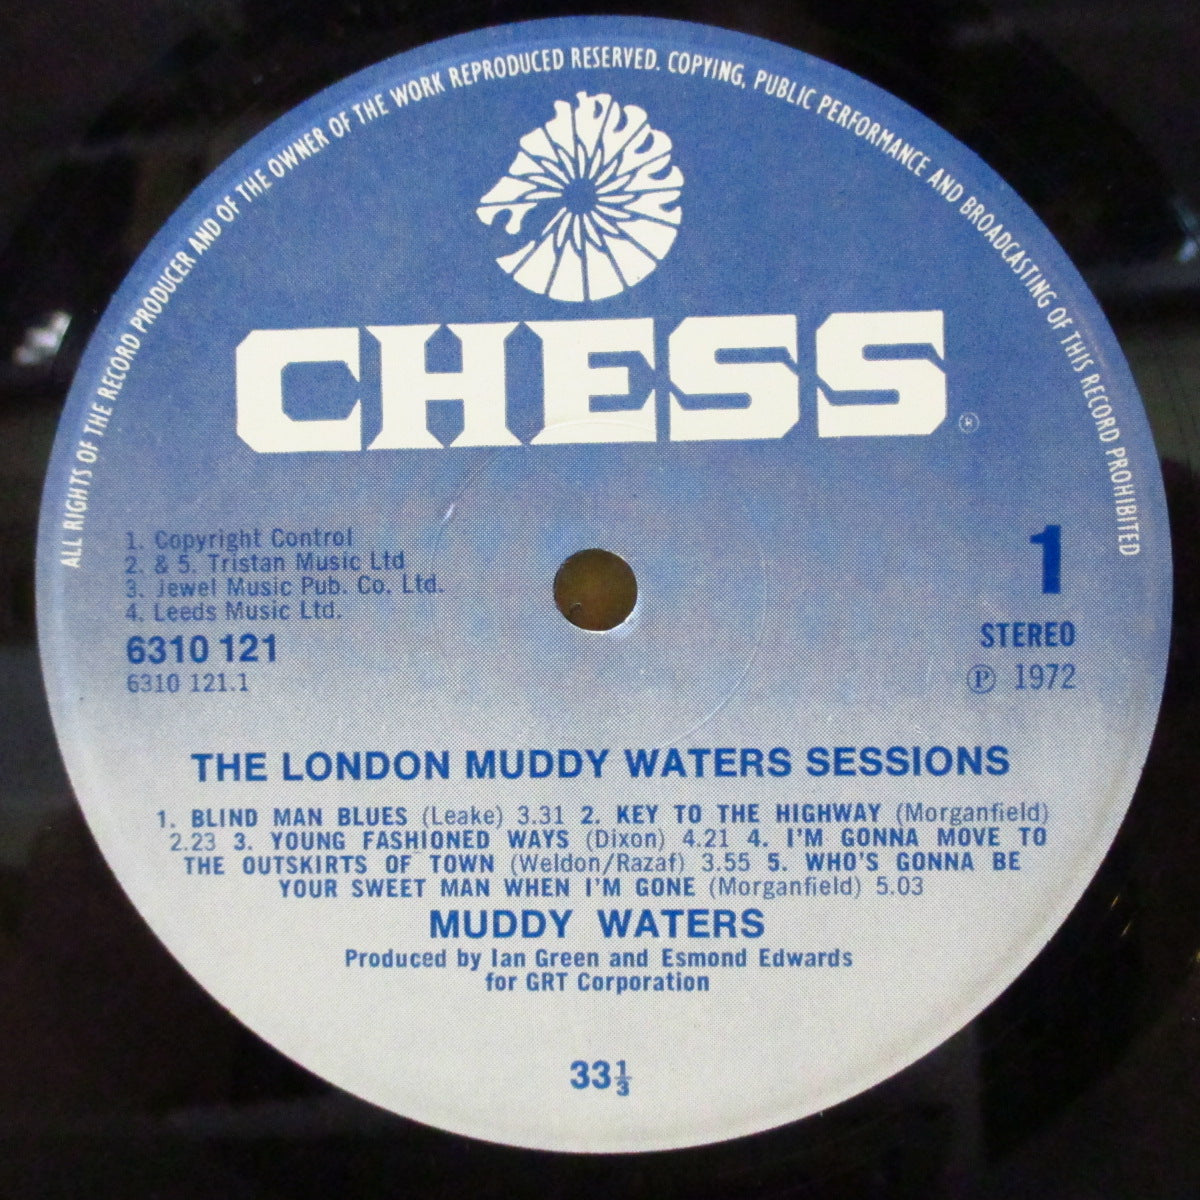 ALL RIGHTS OF THE RECORD PRODUCER AND OF THE OWNER OF THE WORK REPRODUCED RESERVED. COPYING, PUBLIC PERFORMANCE AND BROADCASTING OF THIS RECORD PROHIBITED
CHESS®
1. Copyright Control
2. & 5. Tristan Music Ltd
3. Jewel Music Pub. Co. Ltd.
4. Leeds Music Ltd.
6310 121
6310 121.1
1
STEREO
℗ 1972
THE LONDON MUDDY WATERS SESSIONS
1. BLIND MAN BLUES (Leake) 3.31 2. KEY TO THE HIGHWAY (Morganfield)
2.23 3. YOUNG FASHIONED WAYS (Dixon) 4.21 4. I'M GONNA MOVE TO
THE OUTSKIRTS OF TOWN (Weldon/Razaf) 3.55 5. WHO'S GONNA BE
YOUR SWEET MAN WHEN I'M GONE (Morganfield) 5.03
MUDDY WATERS
Produced by Ian Green and Esmond Edwards
for GRT Corporation
33⅓